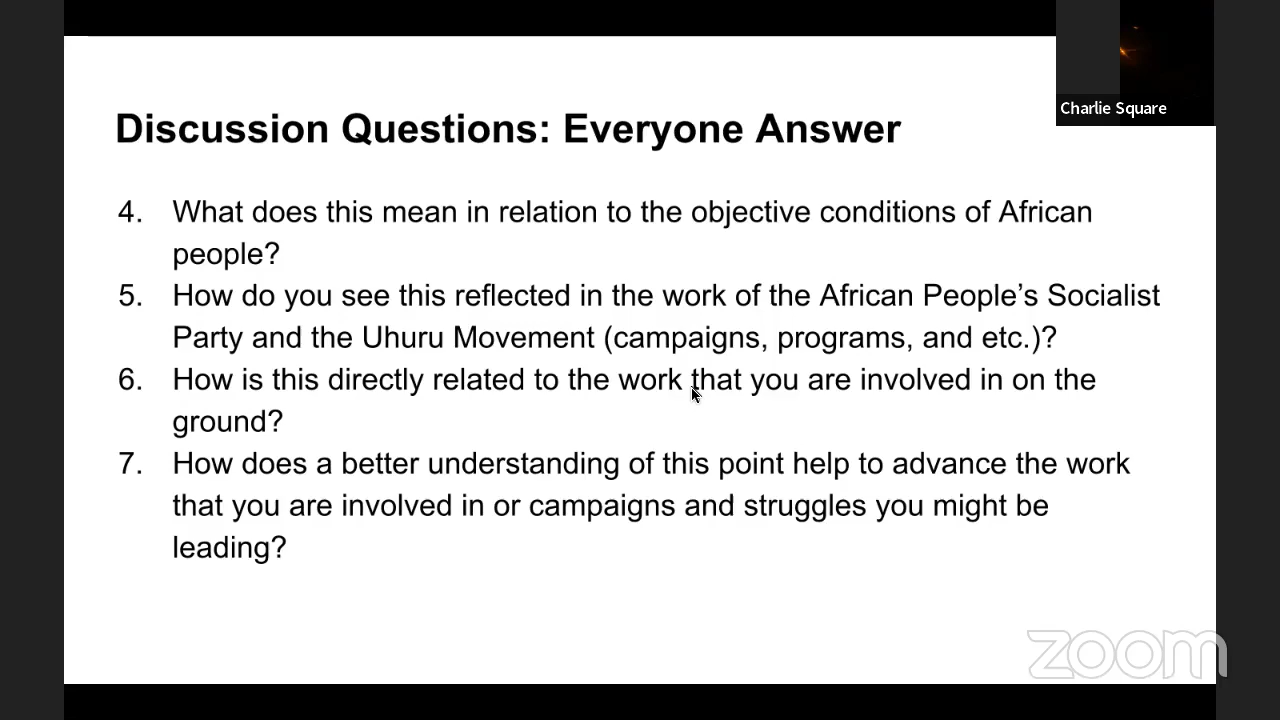 Charlie Square
Discussion Questions: Everyone Answer
4. What does this mean in relation to the objective conditions of African
people?
5. How do you see this reflected in the work of the African People’s Socialist
Party and the Uhuru Movement (campaigns, programs, and etc.)?
6. How is this directly related to the work that you are involved in on the
ground?
7. How does a better understanding of this point help to advance the work
that you are involved in or campaigns and struggles you might be
leading?
zoom